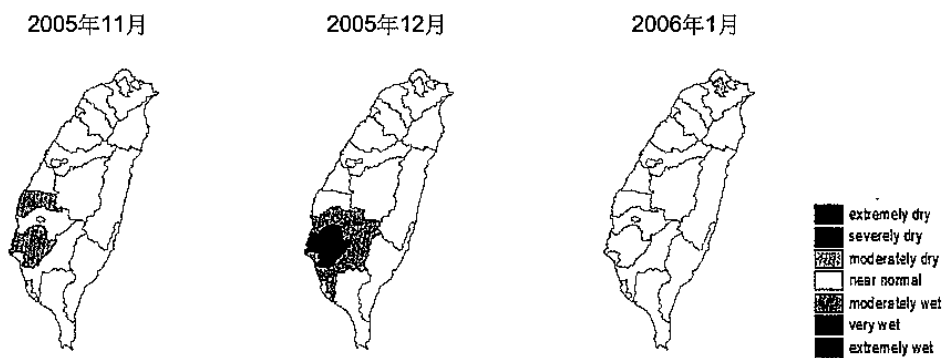 2005年11月
2005年12月
2006年1月
extremely dry
severely dry
moderately dry
near normal
moderately wet
very wet
extremely wet